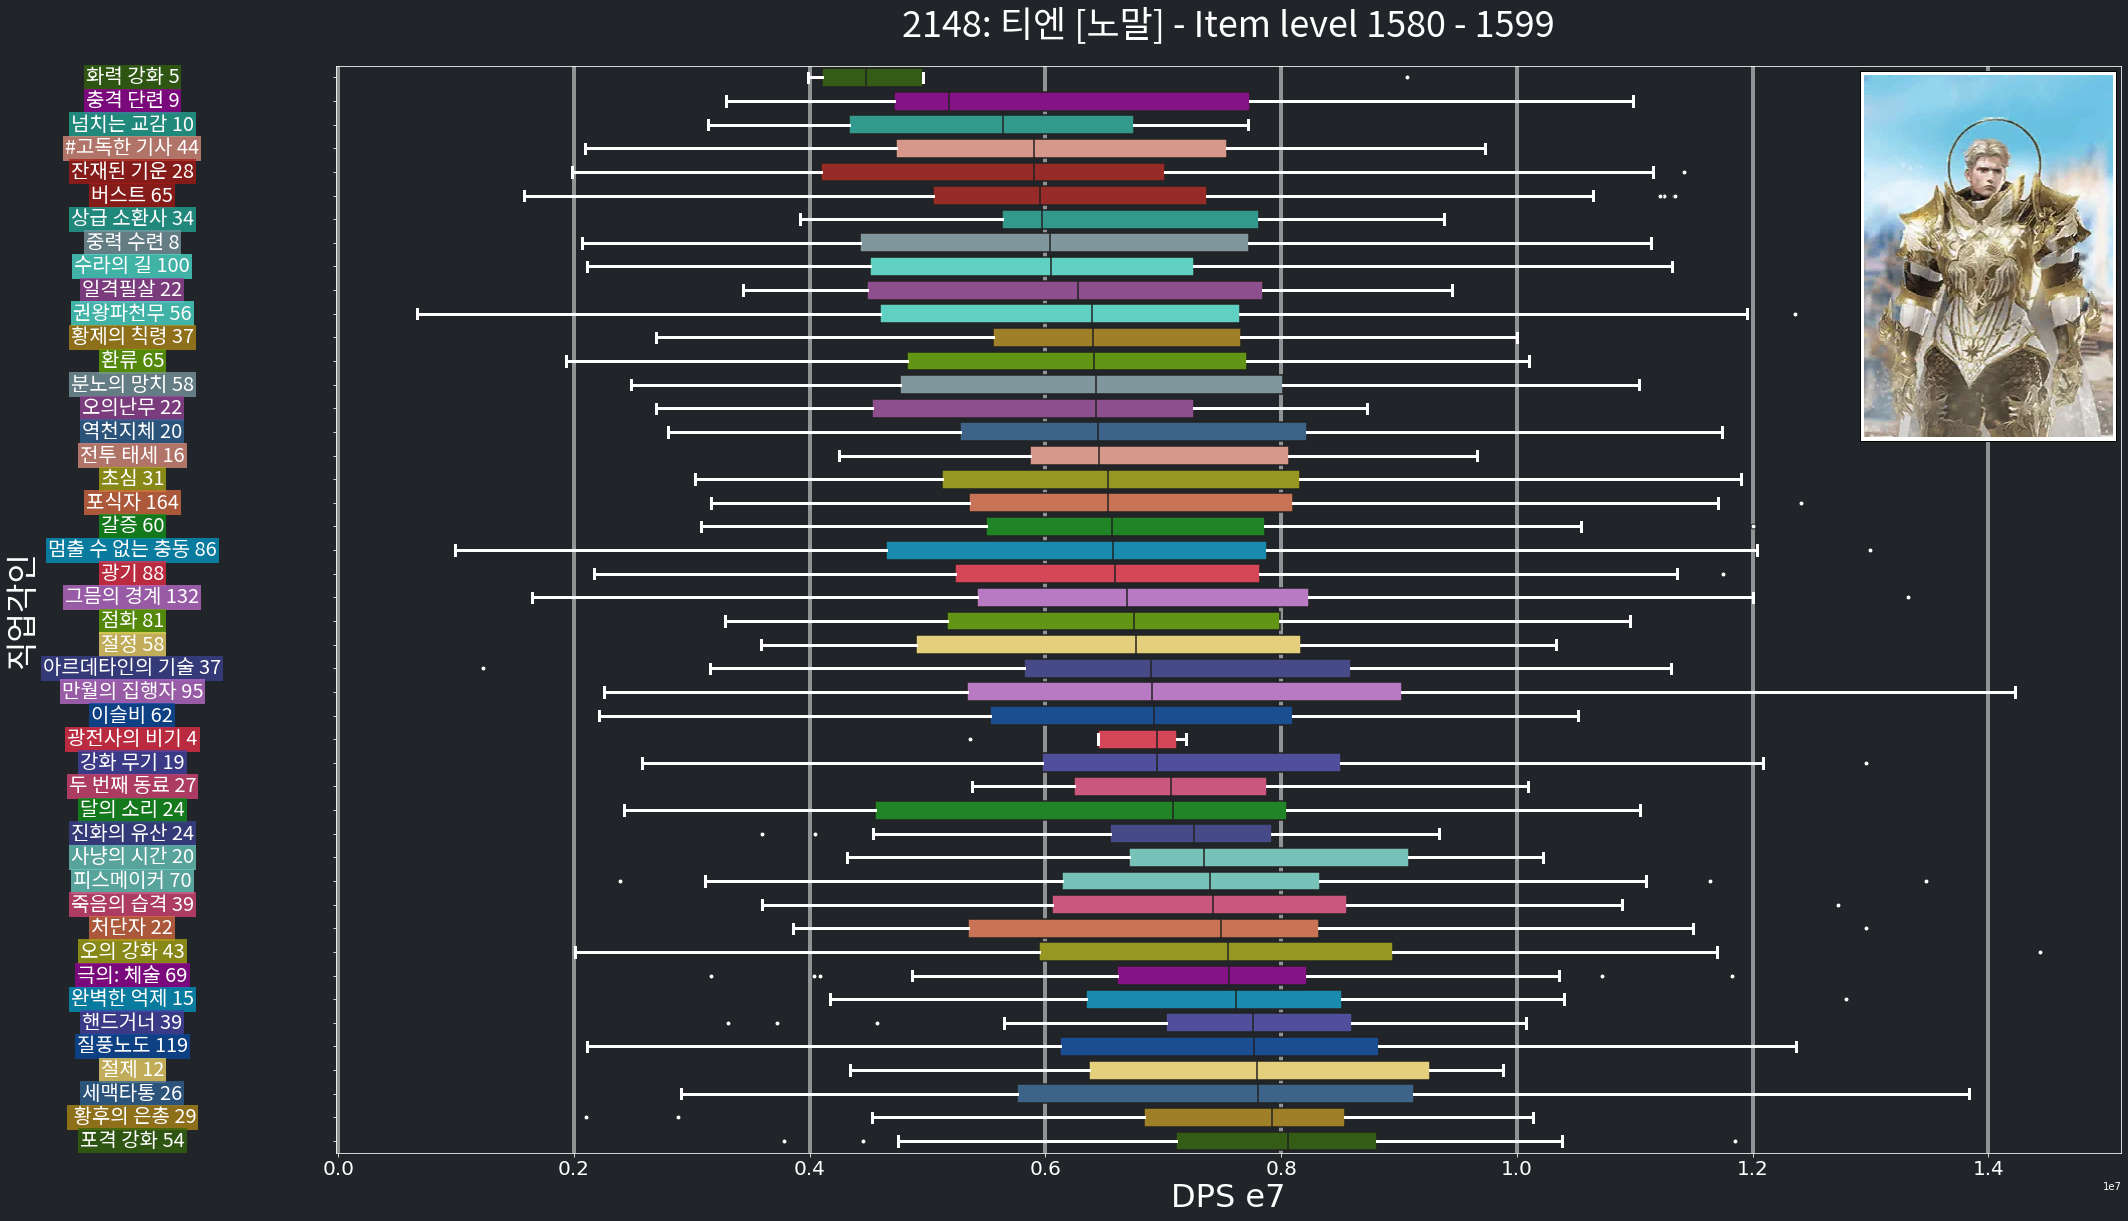 2148: 티엔 [노말] - Item level 1580 - 1599
화력 강화 5
충격 단련 9
넘치는 교감 10
#고독한 기사 44
잔재된 기운 28
버스트 65
상급 소환사 34
중력 수련 8
수라의 길 100
일격필살 22
권왕파천무 56
황제의 칙령 37
환류 65
분노의 망치 58
오의난무 22
역천지체 20
전투 태세 16
초심 31
포식자 164
갈증 60
멈출 수 없는 충동 86
광기 88
그믐의 경계 132
점화 81
절정 58
아르데타인의 기술 37
만월의 집행자 95
이슬비 62
광전사의 비기 4
강화 무기 19
두 번째 동료 27
달의 소리 24
진화의 유산 24
사냥의 시간 20
피스메이커 70
죽음의 습격 39
처단자 22
오의 강화 43
극의: 체술 69
완벽한 억제 15
핸드거너 39
질풍노도 119
절제 12
세맥타통 26
황후의 은총 29
포격 강화 54
직업각인
0.0 0.2 0.4 0.6 0.8 1.0 1.2 1.4
1e7
DPS e7